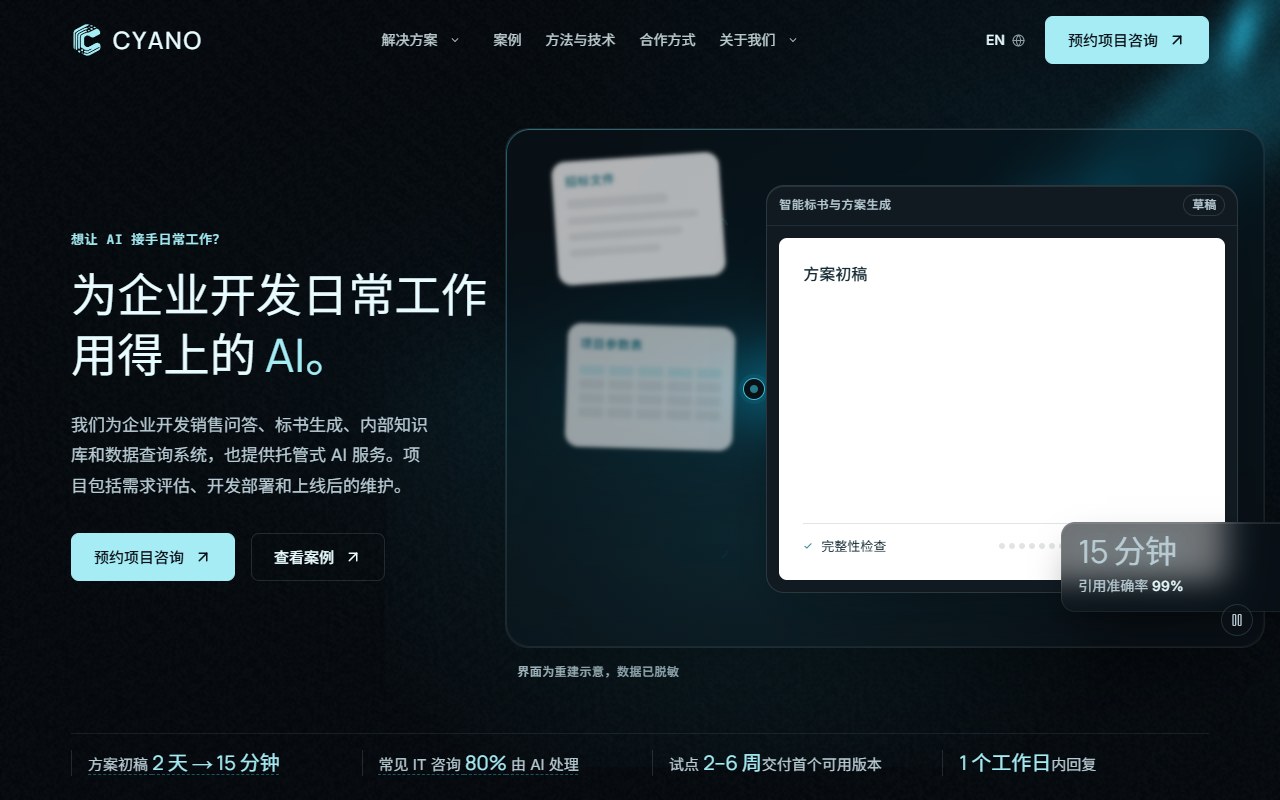 CYANO
解决方案
案例
方法与技术
合作方式
关于我们
EN
预约项目咨询
想让 AI 接手日常工作?
为企业开发日常工作
用得上的 AI。
我们为企业开发销售问答、标书生成、内部知识
库和数据查询系统，也提供托管式 AI 服务。项
目包括需求评估、开发部署和上线后的维护。
预约项目咨询
查看案例
招标文件
项目参数表
智能标书与方案生成
草稿
方案初稿
完整性检查
15 分钟
引用准确率 99%
界面为重建示意，数据已脱敏
方案初稿 2 天 → 15 分钟
常见 IT 咨询 80% 由 AI 处理
试点 2–6 周交付首个可用版本
1 个工作日内回复